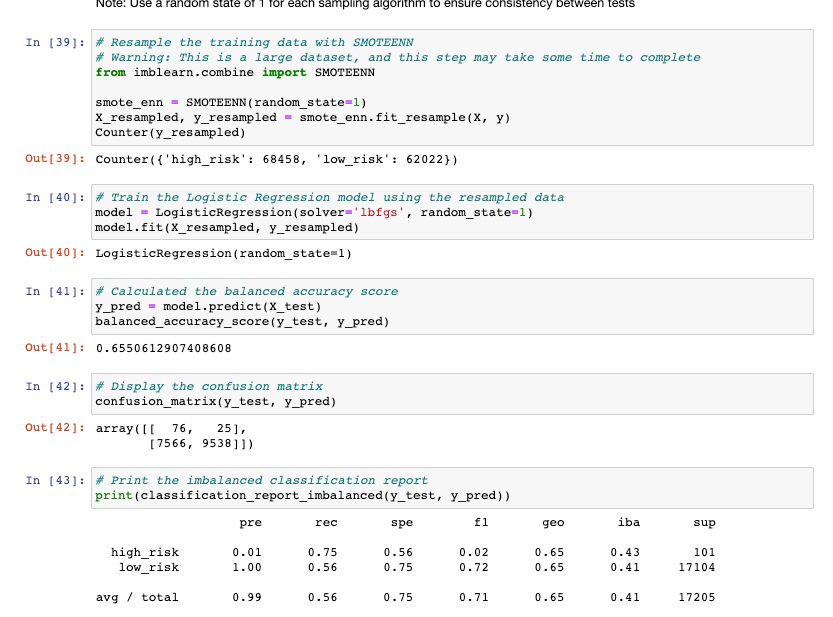 Note: Use a random state of 1 for each sampling algorithm to ensure consistency between tests
In [39]: # Resample the training data with SMOTEENN
# Warning: This is a large dataset, and this step may take some time to complete
from imblearn.combine import SMOTEENN
smote_enn = SMOTEENN(random_state=1)
X_resampled, y_resampled = smote_enn.fit_resample(X, y)
Counter(y_resampled)
Out[39]: Counter({'high_risk': 68458, 'low_risk': 62022})
In [40]: # Train the Logistic Regression model using the resampled data
model = LogisticRegression(solver='lbfgs', random_state=1)
model.fit(X_resampled, y_resampled)
Out[40]: LogisticRegression(random_state=1)
In [41]: # Calculated the balanced accuracy score
y_pred = model.predict(X_test)
balanced_accuracy_score(y_test, y_pred)
Out[41]: 0.6550612907408608
In [42]: # Display the confusion matrix
confusion_matrix(y_test, y_pred)
Out[42]: array([[  76,   25],
       [7566, 9538]])
In [43]: # Print the imbalanced classification report
print(classification_report_imbalanced(y_test, y_pred))
pre rec spe f1 geo iba sup
high_risk 0.01 0.75 0.56 0.02 0.65 0.43 101
low_risk 1.00 0.56 0.75 0.72 0.65 0.41 17104
avg / total 0.99 0.56 0.75 0.71 0.65 0.41 17205